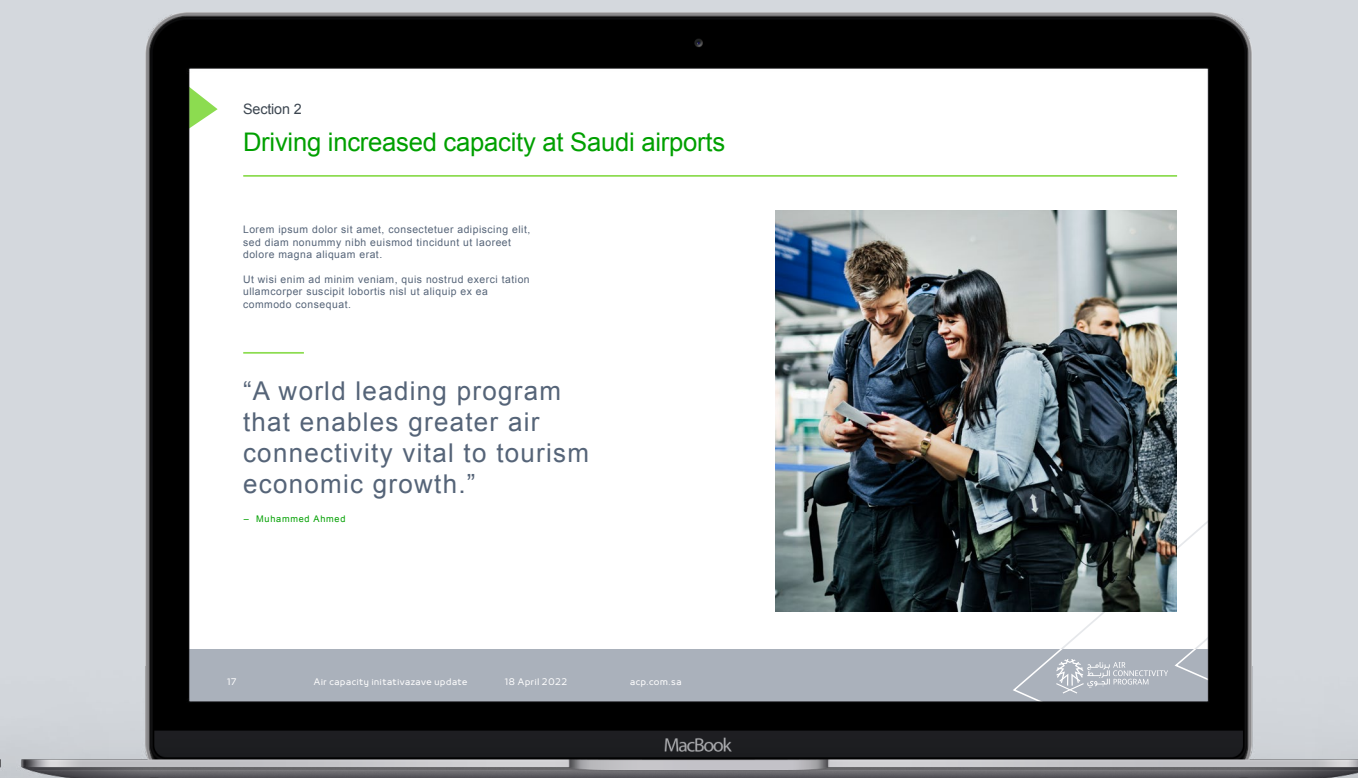 Section 2
Driving increased capacity at Saudi airports
Lorem ipsum dolor sit amet, consectetuer adipiscing elit,
sed diam nonummy nibh euismod tincidunt ut laoreet
dolore magna aliquam erat.
Ut wisi enim ad minim veniam, quis nostrud exerci tation
ullamcorper suscipit lobortis nisl ut aliquip ex ea
commodo consequat.
“A world leading program
that enables greater air
connectivity vital to tourism
economic growth.”
– Muhammed Ahmed
17 Air capacity initativazave update 18 April 2022 acp.com.sa
برنامج AIR
الربط CONNECTIVITY
الجوي PROGRAM
MacBook